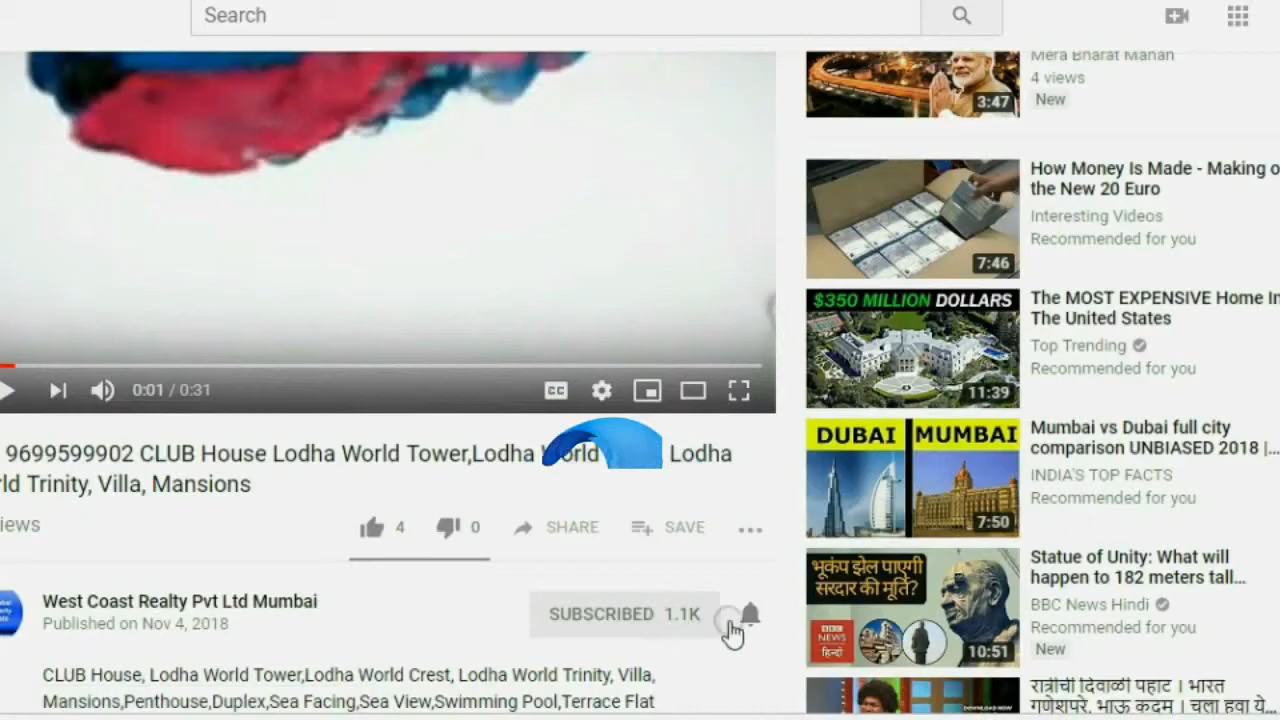 Search
0:01 / 0:31
CC
9699599902 CLUB House Lodha World Tower,Lodha World Lodha
Trinity, Villa, Mansions
4
0
SHARE
SAVE
West Coast Realty Pvt Ltd Mumbai
Published on Nov 4, 2018
SUBSCRIBED 1.1K
CLUB House, Lodha World Tower,Lodha World Crest, Lodha World Trinity, Villa,
Mansions,Penthouse,Duplex,Sea Facing,Sea View,Swimming Pool,Terrace Flat
Mera Bharat Mahan
4 views
New
3:47
How Money Is Made - Making
the New 20 Euro
Interesting Videos
Recommended for you
7:46
$350 MILLION DOLLARS
11:39
The MOST EXPENSIVE Home In
The United States
Top Trending
Recommended for you
DUBAI MUMBAI
7:50
Mumbai vs Dubai full city
comparison UNBIASED 2018 |...
INDIA'S TOP FACTS
Recommended for you
भूकंप झेल पाएगी
सरदार की मूर्ति?
BBC
NEWS
हिन्दी
10:51
Statue of Unity: What will
happen to 182 meters tall...
BBC News Hindi
Recommended for you
New
DOWNLOAD NOW
रात्रीची दिवाळी पहाट । भारत
गणेशपुरे, भाऊ कदम । चला हवा ये...